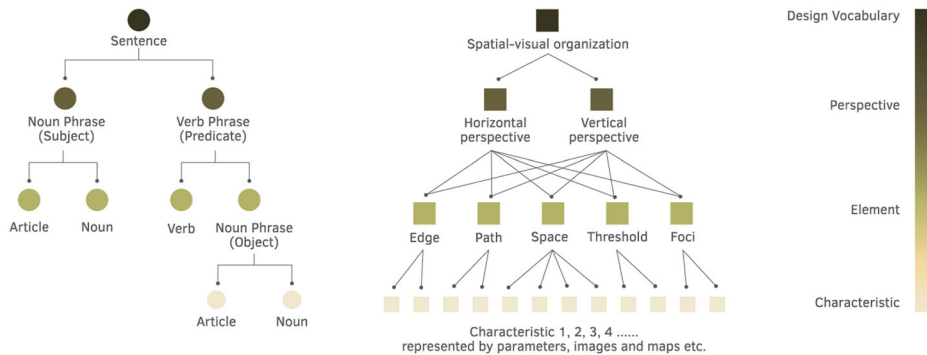 Sentence
Noun Phrase
(Subject)
Verb Phrase
(Predicate)
Article
Noun
Verb
Noun Phrase
(Object)
Article
Noun
Spatial-visual organization
Horizontal
perspective
Vertical
perspective
Edge
Path
Space
Threshold
Foci
Characteristic 1, 2, 3, 4 ......
represented by parameters, images and maps etc.
Design Vocabulary
Perspective
Element
Characteristic